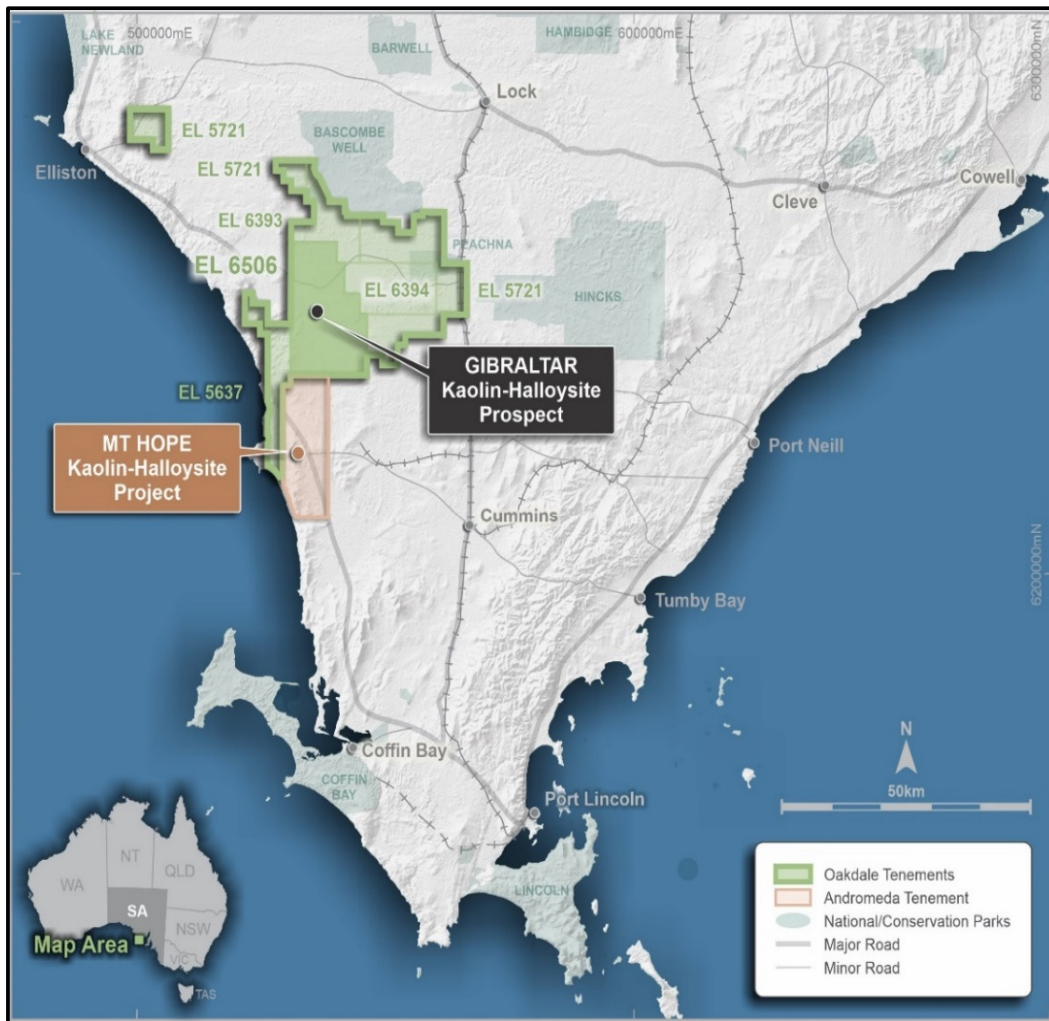 LAKE
NEWLAND
500000mE
BARWELL
HAMBIDGE
600000mE
6300000mN
Lock
EL 5721
BASCOMBE
WELL
Elliston
EL 5721
Cleve
Cowell
EL 6393
PEACHNA
EL 6506
EL 6394
EL 5721
HINCKS
GIBRALTAR
Kaolin-Halloysite
Prospect
EL 5637
MT HOPE
Kaolin-Halloysite
Project
Port Neill
Cummins
6200000mN
Tumby Bay
N
Coffin Bay
COFFIN
BAY
50km
Port Lincoln
LINCOLN
NT
QLD
WA
SA
NSW
VIC
TAS
Map Area
Oakdale Tenements
Andromeda Tenement
National/Conservation Parks
Major Road
Minor Road